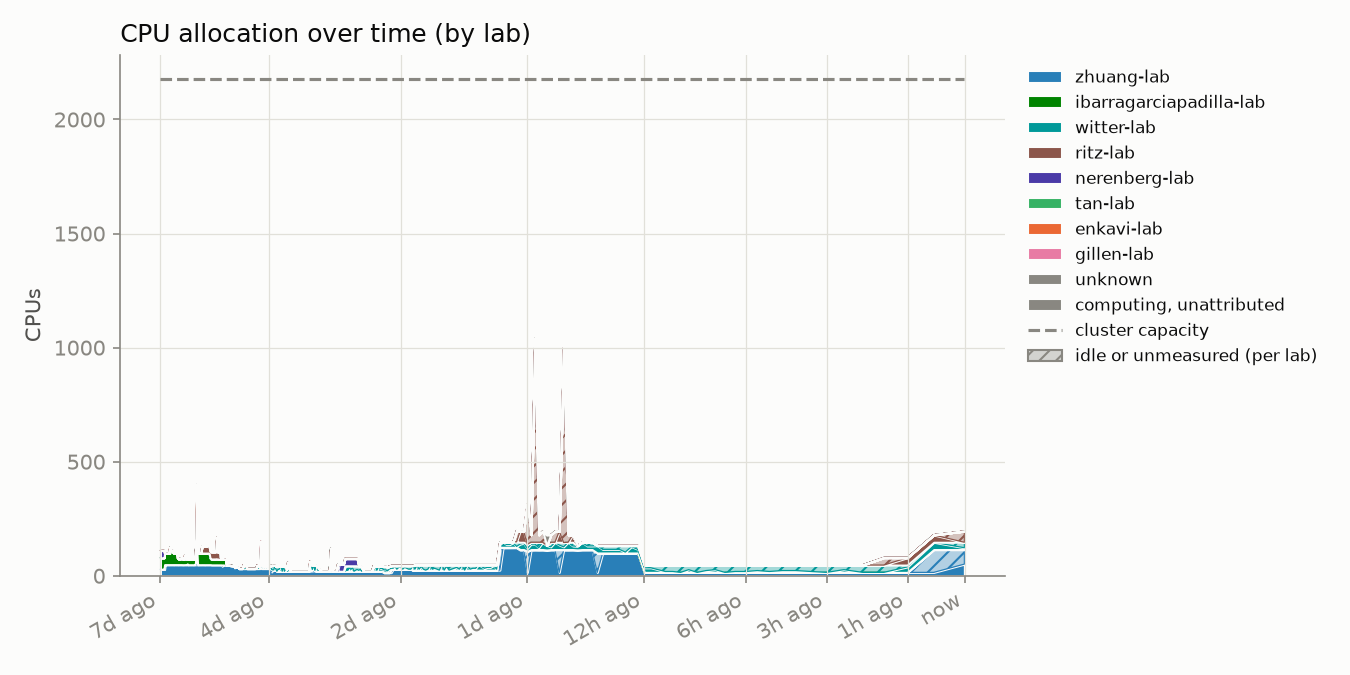 CPU allocation over time (by lab)
CPUs
2000
1500
1000
500
0
7d ago
4d ago
2d ago
1d ago
12h ago
6h ago
3h ago
1h ago
now
zhuang-lab
ibarragarciapadilla-lab
witter-lab
ritz-lab
nerenberg-lab
tan-lab
enkavi-lab
gillen-lab
unknown
computing, unattributed
cluster capacity
idle or unmeasured (per lab)